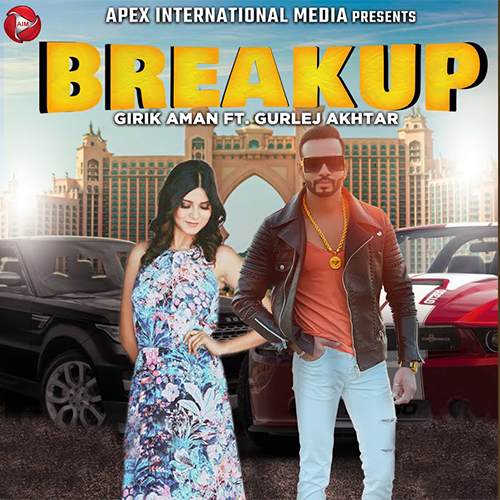 APEX INTERNATIONAL MEDIA PRESENTS
AIM
BREAKUP
GIRIK AMAN FT. GURLEJ AKHTAR